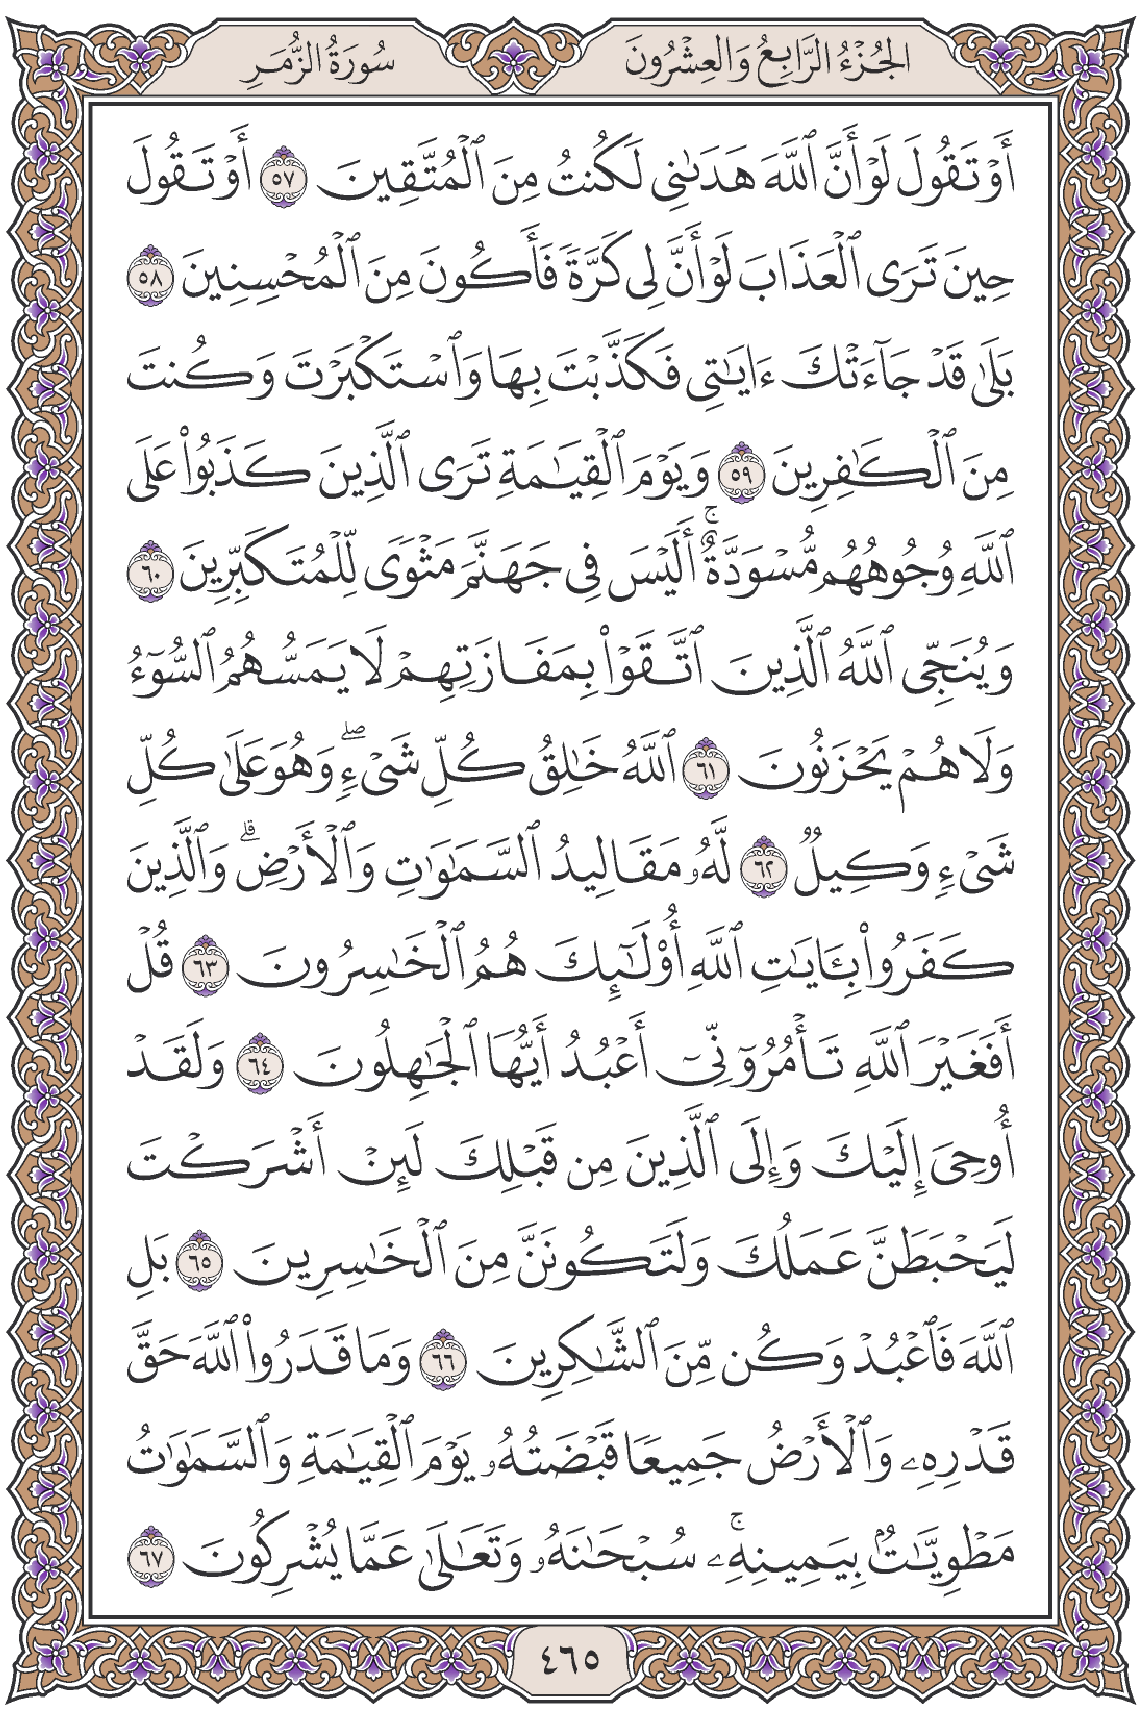 الجُزْءُ الرَّابِعُ وَالعِشْرُونَ
سُورَةُ الزُّمَرِ
أَوْ تَقُولَ لَوْ أَنَّ ٱللَّهَ هَدَىٰنِى لَكُنتُ مِنَ ٱلْمُتَّقِينَ ٥٧ أَوْ تَقُولَ
حِينَ تَرَى ٱلْعَذَابَ لَوْ أَنَّ لِى كَرَّةً فَأَكُونَ مِنَ ٱلْمُحْسِنِينَ ٥٨
بَلَىٰ قَدْ جَآءَتْكَ ءَايَٰتِى فَكَذَّبْتَ بِهَا وَٱسْتَكْبَرْتَ وَكُنتَ
مِنَ ٱلْكَٰفِرِينَ ٥٩ وَيَوْمَ ٱلْقِيَٰمَةِ تَرَى ٱلَّذِينَ كَذَبُوا۟ عَلَى
ٱللَّهِ وُجُوهُهُم مُّسْوَدَّةٌ ۚ أَلَيْسَ فِى جَهَنَّمَ مَثْوًى لِّلْمُتَكَبِّرِينَ ٦٠
وَيُنَجِّى ٱللَّهُ ٱلَّذِينَ ٱتَّقَوْا۟ بِمَفَازَتِهِمْ لَا يَمَسُّهُمُ ٱلسُّوٓءُ
وَلَا هُمْ يَحْزَنُونَ ٦١ ٱللَّهُ خَٰلِقُ كُلِّ شَىْءٍ ۖ وَهُوَ عَلَىٰ كُلِّ
شَىْءٍ وَكِيلٌ ٦٢ لَّهُۥ مَقَالِيدُ ٱلسَّمَٰوَٰتِ وَٱلْأَرْضِ ۗ وَٱلَّذِينَ
كَفَرُوا۟ بِـَٔايَٰتِ ٱللَّهِ أُو۟لَٰٓئِكَ هُمُ ٱلْخَٰسِرُونَ ٦٣ قُلْ
أَفَغَيْرَ ٱللَّهِ تَأْمُرُوٓنِّىٓ أَعْبُدُ أَيُّهَا ٱلْجَٰهِلُونَ ٦٤ وَلَقَدْ
أُوحِىَ إِلَيْكَ وَإِلَى ٱلَّذِينَ مِن قَبْلِكَ لَئِنْ أَشْرَكْتَ
لَيَحْبَطَنَّ عَمَلُكَ وَلَتَكُونَنَّ مِنَ ٱلْخَٰسِرِينَ ٦٥ بَلِ
ٱللَّهَ فَٱعْبُدْ وَكُن مِّنَ ٱلشَّٰكِرِينَ ٦٦ وَمَا قَدَرُوا۟ ٱللَّهَ حَقَّ
قَدْرِهِۦ وَٱلْأَرْضُ جَمِيعًا قَبْضَتُهُۥ يَوْمَ ٱلْقِيَٰمَةِ وَٱلسَّمَٰوَٰتُ
مَطْوِيَّٰتٌۢ بِيَمِينِهِۦ ۚ سُبْحَٰنَهُۥ وَتَعَٰلَىٰ عَمَّا يُشْرِكُونَ ٦٧
٤٦٥